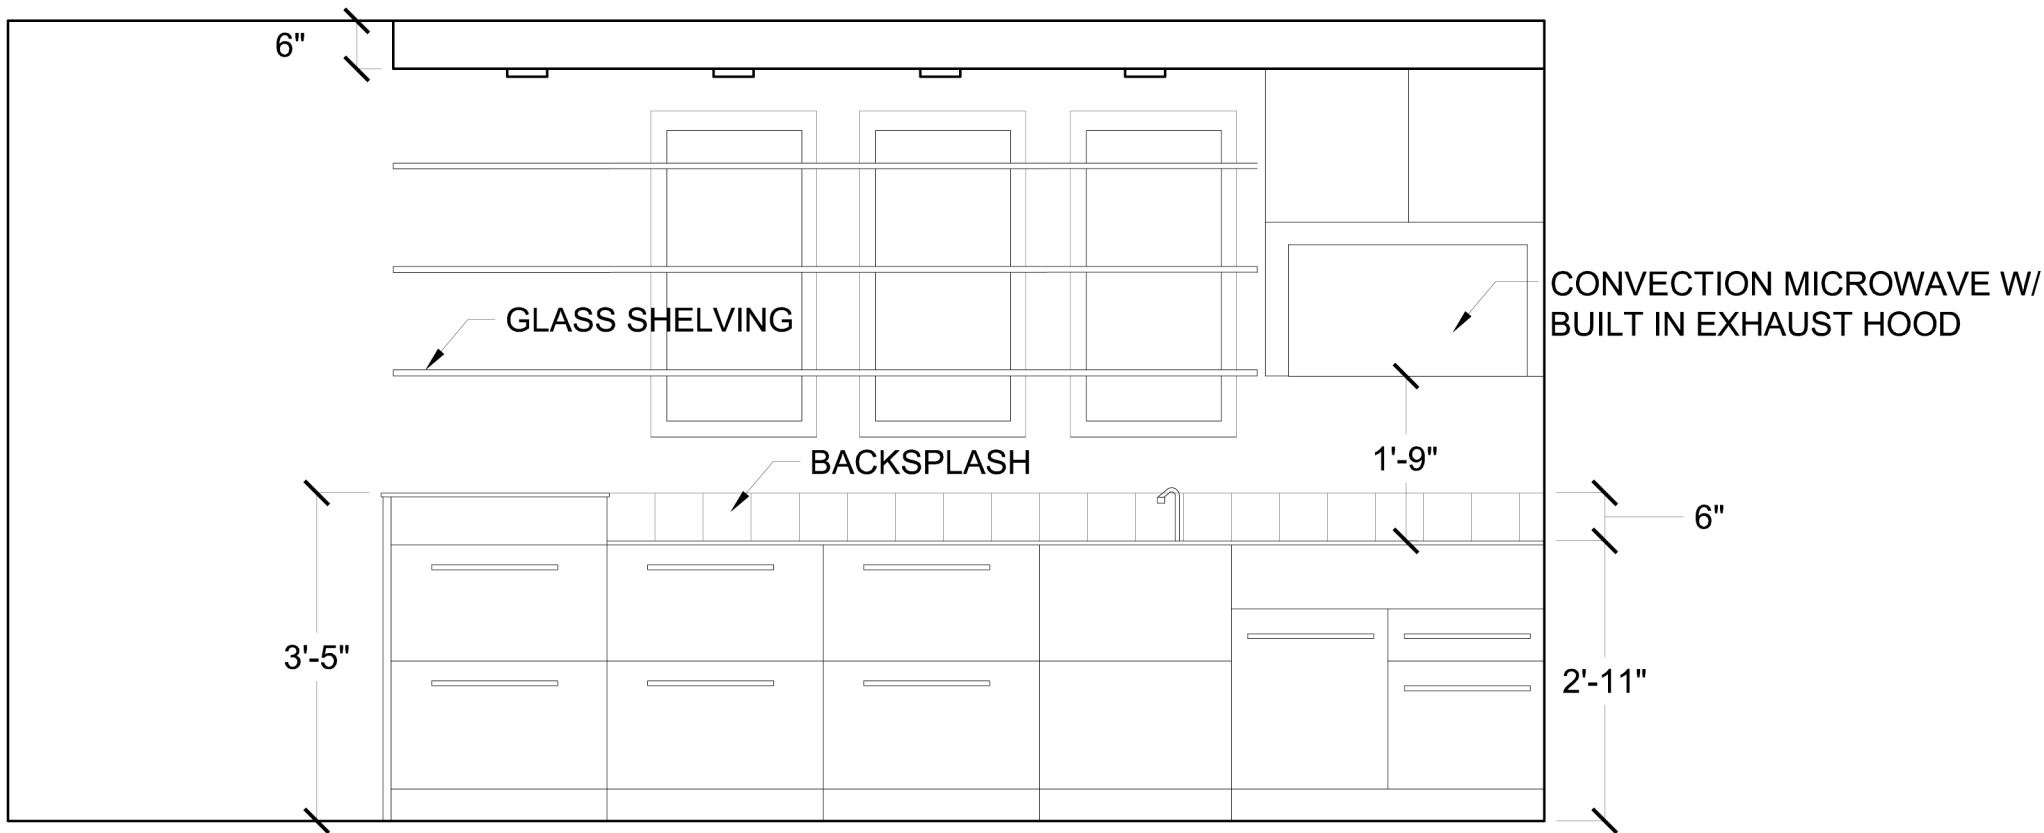 6"
GLASS SHELVING
CONVECTION MICROWAVE W/
BUILT IN EXHAUST HOOD
BACKSPLASH
1'-9"
6"
3'-5"
2'-11"